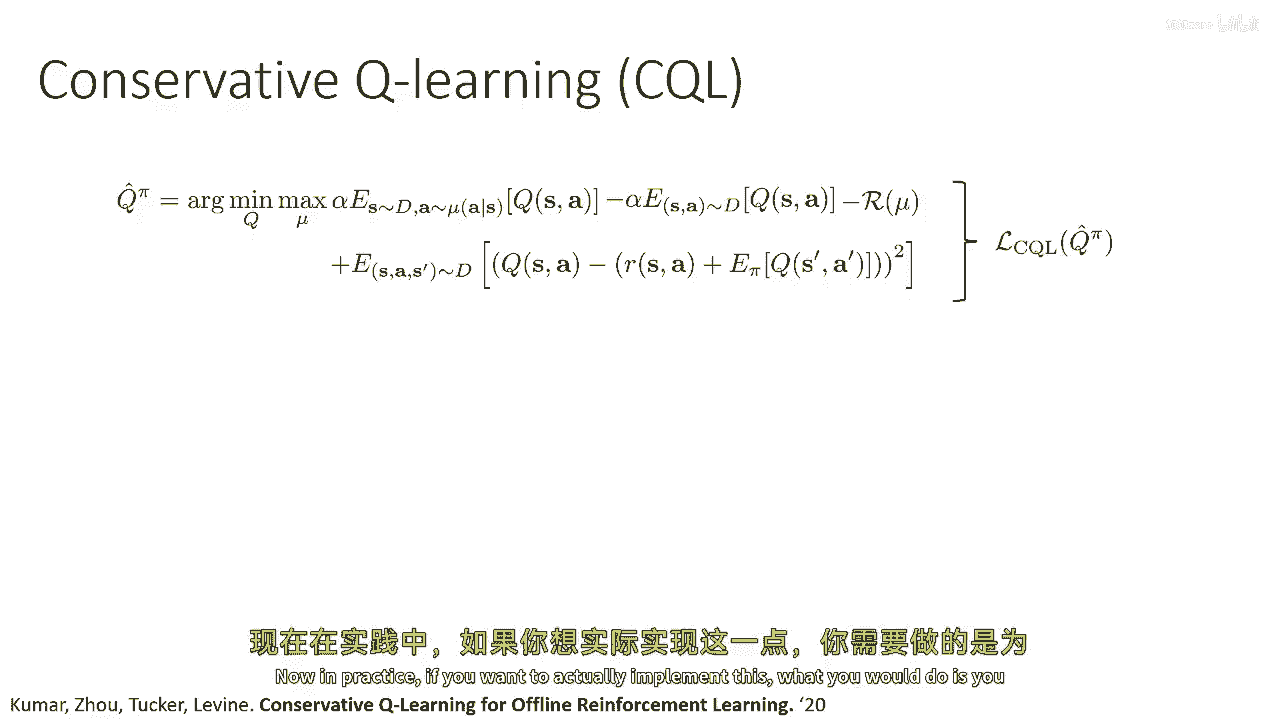 Conservative Q-learning (CQL)
$\hat{Q}^{\pi} = \arg\min_{Q} \max_{\mu} \alpha E_{\mathbf{s}\sim D, \mathbf{a}\sim\mu(\mathbf{a}|\mathbf{s})}[Q(\mathbf{s},\mathbf{a})] - \alpha E_{(\mathbf{s},\mathbf{a})\sim D}[Q(\mathbf{s},\mathbf{a})] - \mathcal{R}(\mu)$
$+ E_{(\mathbf{s},\mathbf{a},\mathbf{s}')\sim D}\left[(Q(\mathbf{s},\mathbf{a}) - (r(\mathbf{s},\mathbf{a}) + E_{\pi}[Q(\mathbf{s}',\mathbf{a}')]))^2\right]$
$\mathcal{L}_{\mathrm{CQL}}(\hat{Q}^{\pi})$
现在在实践中，如果你想实际实现这一点，你需要做的是为
Now in practice, if you want to actually implement this, what you would do is you
Kumar, Zhou, Tucker, Levine. Conservative Q-Learning for Offline Reinforcement Learning. ‘20